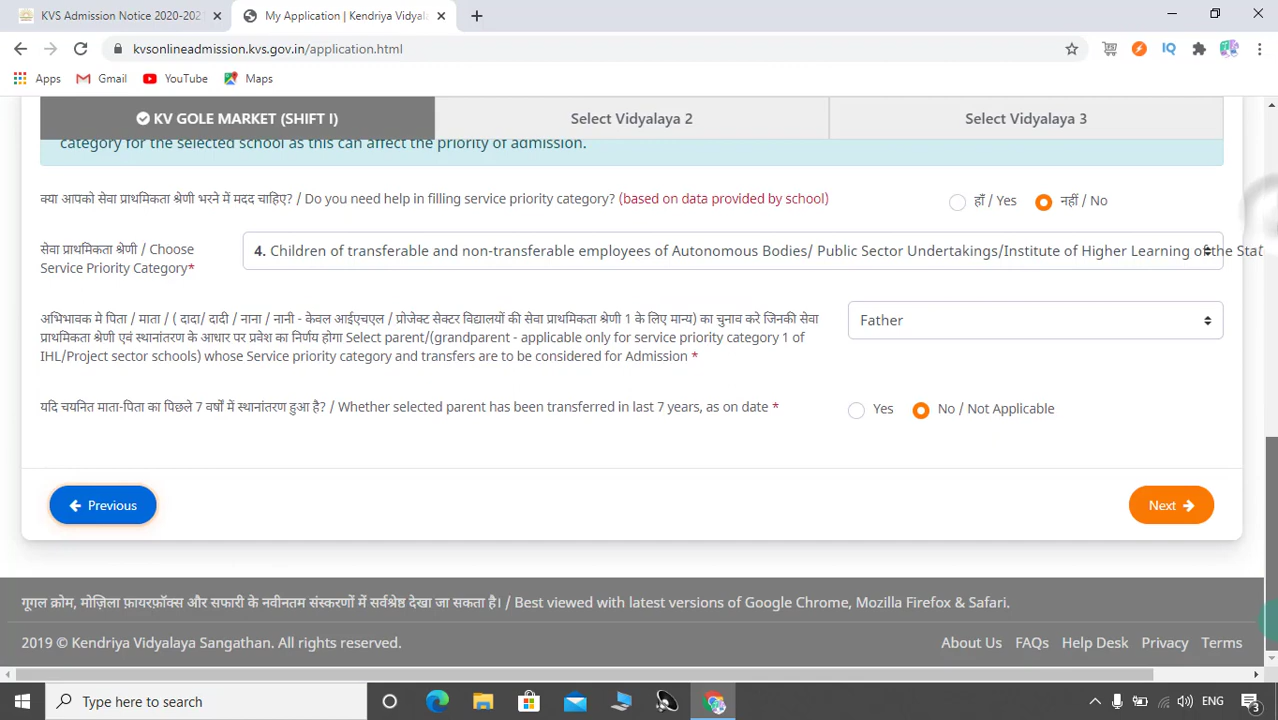 KVS Admission Notice 2020-202
My Application | Kendriya Vidyal
kvsonlineadmission.kvs.gov.in/application.html
IQ
Apps Gmail YouTube Maps
KV GOLE MARKET (SHIFT I) Select Vidyalaya 2 Select Vidyalaya 3
category for the selected school as this can affect the priority of admission.
क्या आपको सेवा प्राथमिकता श्रेणी भरने में मदद चाहिए? / Do you need help in filling service priority category? (based on data provided by school) हाँ / Yes नहीं / No
सेवा प्राथमिकता श्रेणी / Choose
Service Priority Category*
4. Children of transferable and non-transferable employees of Autonomous Bodies/ Public Sector Undertakings/Institute of Higher Learning of the Stat
अभिभावक मे पिता / माता / ( दादा/ दादी / नाना / नानी - केवल आईएचएल / प्रोजेक्ट सेक्टर विद्यालयों की सेवा प्राथमिकता श्रेणी 1 के लिए मान्य) का चुनाव करे जिनकी सेवा
प्राथमिकता श्रेणी एवं स्थानांतरण के आधार पर प्रवेश का निर्णय होगा Select parent/(grandparent - applicable only for service priority category 1 of
IHL/Project sector schools) whose Service priority category and transfers are to be considered for Admission *
Father
यदि चयनित माता-पिता का पिछले 7 वर्षों में स्थानांतरण हुआ है? / Whether selected parent has been transferred in last 7 years, as on date * Yes No / Not Applicable
Previous Next
गूगल क्रोम, मोज़िला फ़ायरफ़ॉक्स और सफारी के नवीनतम संस्करणों में सर्वश्रेष्ठ देखा जा सकता है। / Best viewed with latest versions of Google Chrome, Mozilla Firefox & Safari.
2019 © Kendriya Vidyalaya Sangathan. All rights reserved. About Us FAQs Help Desk Privacy Terms
Type here to search ENG 3